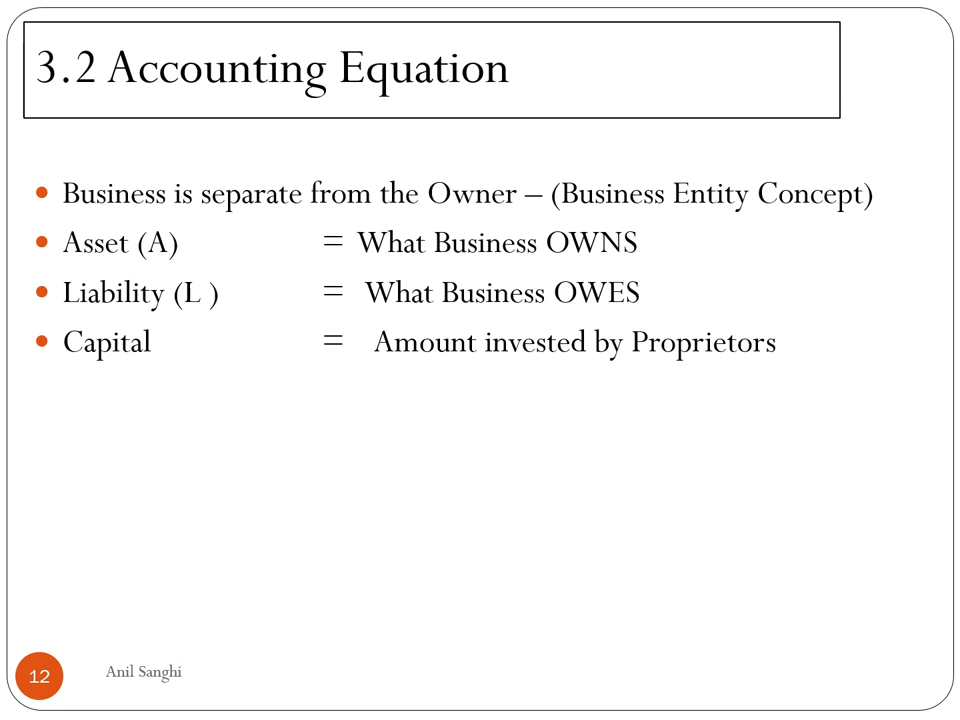 3.2 Accounting Equation
• Business is separate from the Owner – (Business Entity Concept)
• Asset (A) = What Business OWNS
• Liability (L ) = What Business OWES
• Capital = Amount invested by Proprietors
12 Anil Sanghi